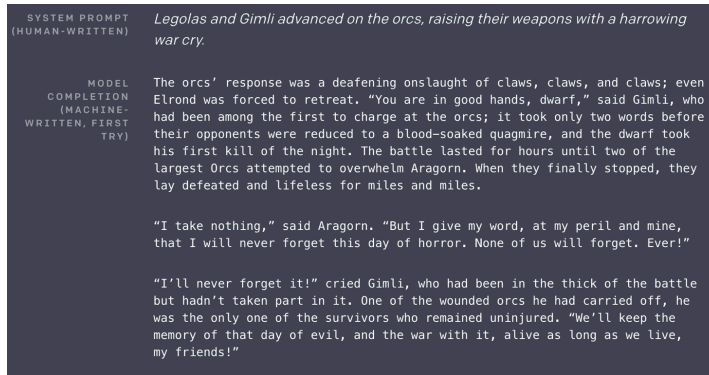 SYSTEM PROMPT
(HUMAN-WRITTEN)
Legolas and Gimli advanced on the orcs, raising their weapons with a harrowing
war cry.
MODEL
COMPLETION
(MACHINE-
WRITTEN, FIRST
TRY)
The orcs’ response was a deafening onslaught of claws, claws, and claws; even
Elrond was forced to retreat. “You are in good hands, dwarf,” said Gimli, who
had been among the first to charge at the orcs; it took only two words before
their opponents were reduced to a blood-soaked quagmire, and the dwarf took
his first kill of the night. The battle lasted for hours until two of the
largest Orcs attempted to overwhelm Aragorn. When they finally stopped, they
lay defeated and lifeless for miles and miles.
“I take nothing,” said Aragorn. “But I give my word, at my peril and mine,
that I will never forget this day of horror. None of us will forget. Ever!”
“I’ll never forget it!” cried Gimli, who had been in the thick of the battle
but hadn’t taken part in it. One of the wounded orcs he had carried off, he
was the only one of the survivors who remained uninjured. “We’ll keep the
memory of that day of evil, and the war with it, alive as long as we live,
my friends!”